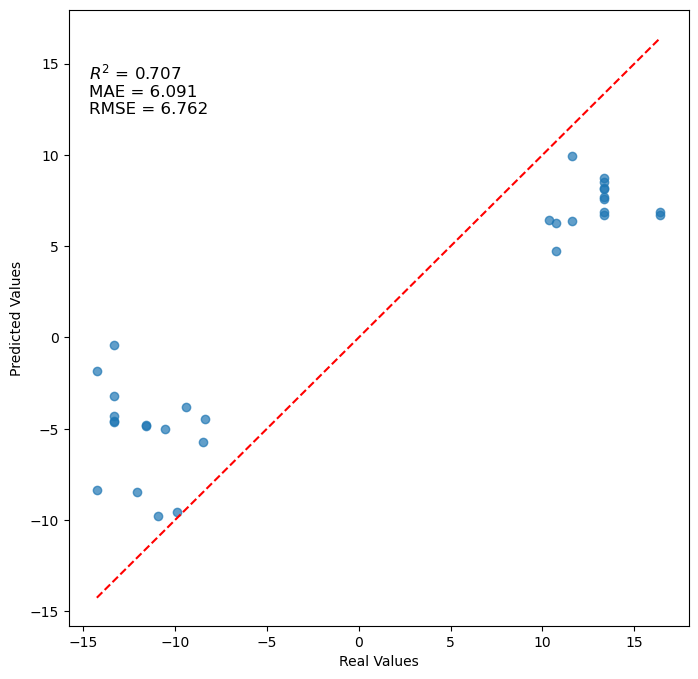 R² = 0.707
MAE = 6.091
RMSE = 6.762
15
10
5
0
−5
−10
−15
Predicted Values
−15 −10 −5 0 5 10 15
Real Values